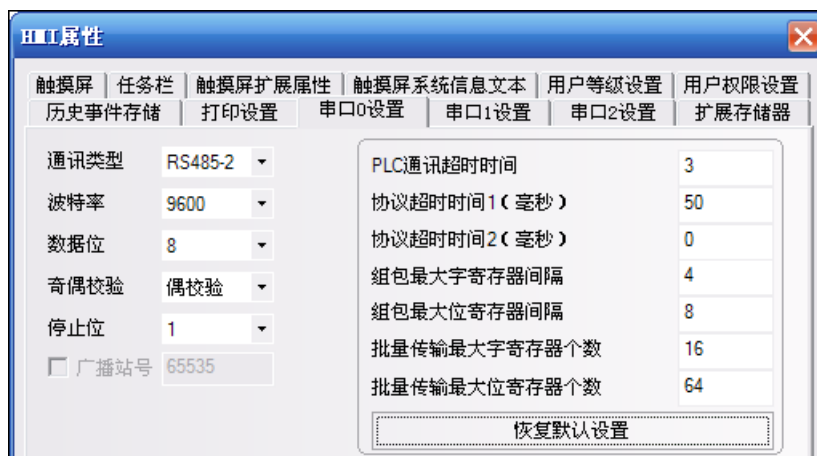 HMI属性
触摸屏 任务栏 触摸屏扩展属性 触摸屏系统信息文本 用户等级设置 用户权限设置
历史事件存储 打印设置 串口0设置 串口1设置 串口2设置 扩展存储器
通讯类型 RS485-2
波特率 9600
数据位 8
奇偶校验 偶校验
停止位 1
广播站号 65535
PLC通讯超时时间 3
协议超时时间1(毫秒) 50
协议超时时间2(毫秒) 0
组包最大字寄存器间隔 4
组包最大位寄存器间隔 8
批量传输最大字寄存器个数 16
批量传输最大位寄存器个数 64
恢复默认设置